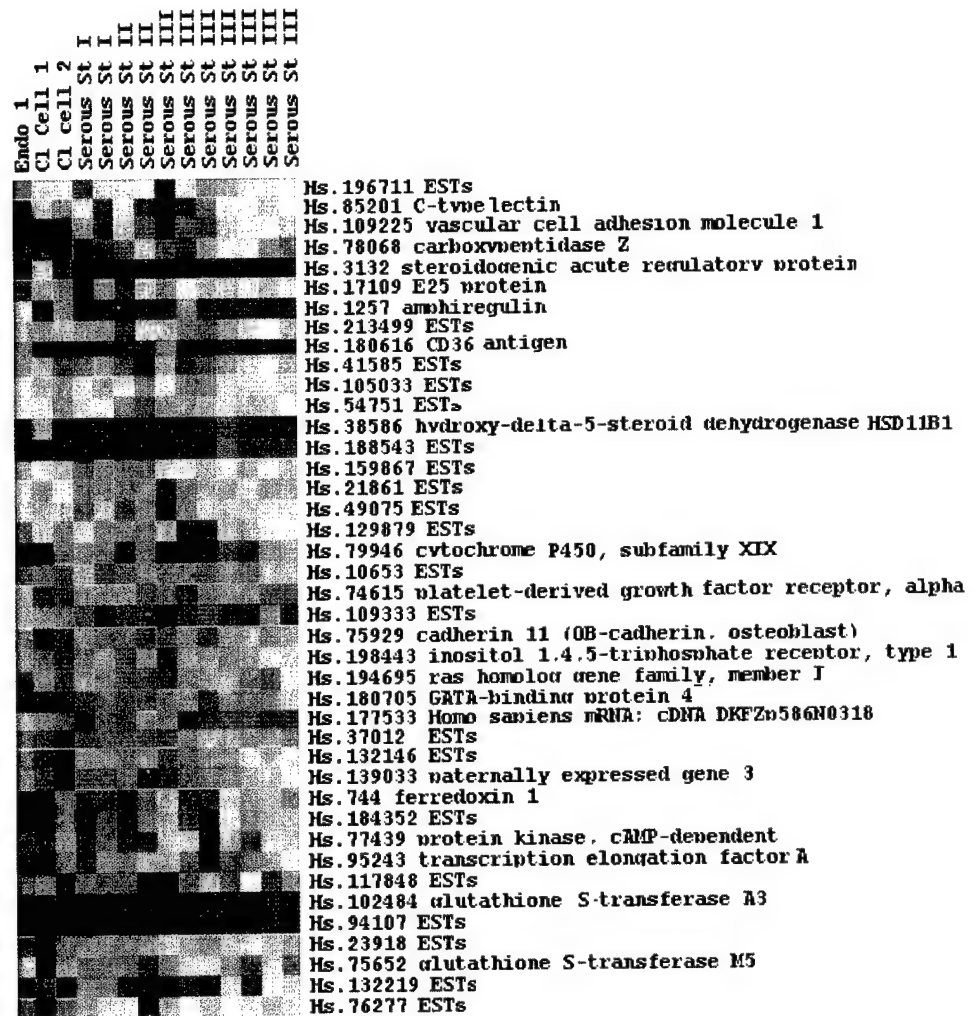 Endo 1
Cl Cell 1
Cl cell 2
Serous St I
Serous St I
Serous St II
Serous St II
Serous St III
Serous St III
Serous St III
Serous St III
Serous St III
Serous St III
Serous St III
Hs.196711 ESTs
Hs.85201 C-type lectin
Hs.109225 vascular cell adhesion molecule 1
Hs.78068 carboxypeptidase Z
Hs.3132 steroidogenic acute regulatory protein
Hs.17109 E25 protein
Hs.1257 amphiregulin
Hs.213499 ESTs
Hs.180616 CD36 antigen
Hs.41585 ESTs
Hs.105033 ESTs
Hs.54751 ESTs
Hs.38586 hydroxy-delta-5-steroid dehydrogenase HSD11B1
Hs.188543 ESTs
Hs.159867 ESTs
Hs.21861 ESTs
Hs.49075 ESTs
Hs.129879 ESTs
Hs.79946 cytochrome P450, subfamily XIX
Hs.10653 ESTs
Hs.74615 platelet-derived growth factor receptor, alpha
Hs.109333 ESTs
Hs.75929 cadherin 11 (OB-cadherin, osteoblast)
Hs.198443 inositol 1,4,5-triphosphate receptor, type 1
Hs.194695 ras homolog gene family, member I
Hs.180705 GATA-binding protein 4
Hs.177533 Homo sapiens mRNA: cDNA DKFZp586N0318
Hs.37012 ESTs
Hs.132146 ESTs
Hs.139033 paternally expressed gene 3
Hs.744 ferredoxin 1
Hs.184352 ESTs
Hs.77439 protein kinase, cAMP-dependent
Hs.95243 transcription elongation factor A
Hs.117848 ESTs
Hs.102484 glutathione S-transferase A3
Hs.94107 ESTs
Hs.23918 ESTs
Hs.75652 glutathione S-transferase M5
Hs.132219 ESTs
Hs.76277 ESTs